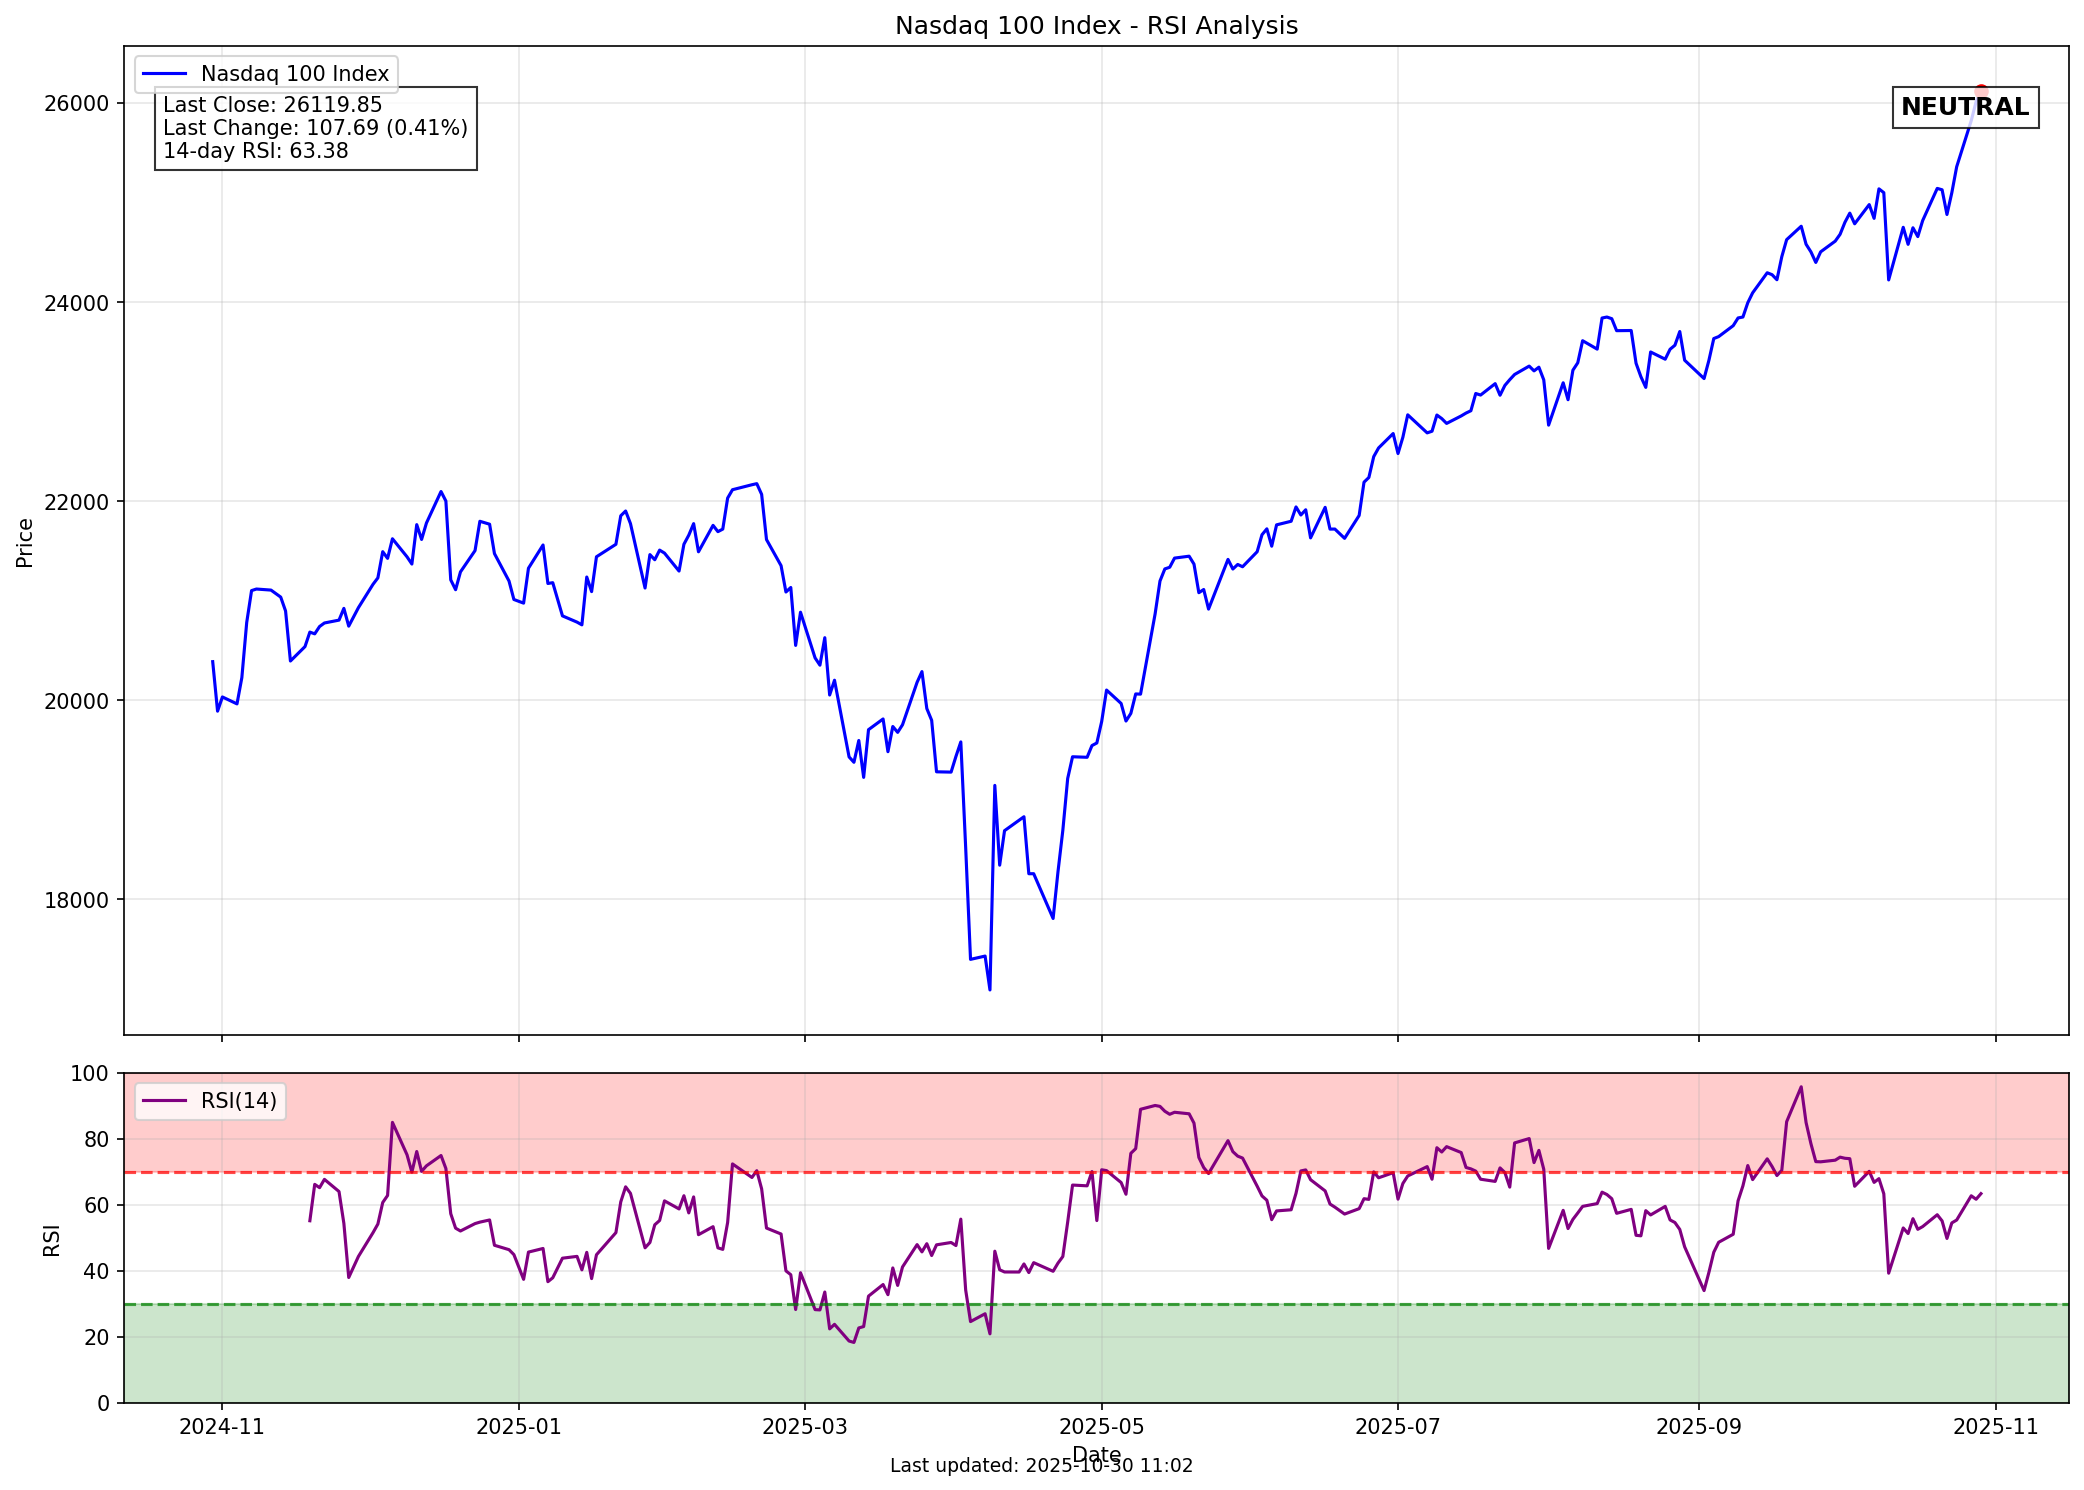 Nasdaq 100 Index - RSI Analysis
Nasdaq 100 Index
Last Close: 26119.85
Last Change: 107.69 (0.41%)
14-day RSI: 63.38
NEUTRAL
26000
24000
22000
20000
18000
Price
RSI(14)
100
80
60
40
20
0
RSI
2024-11
2025-01
2025-03
2025-05
2025-07
2025-09
2025-11
Date
Last updated: 2025-10-30 11:02